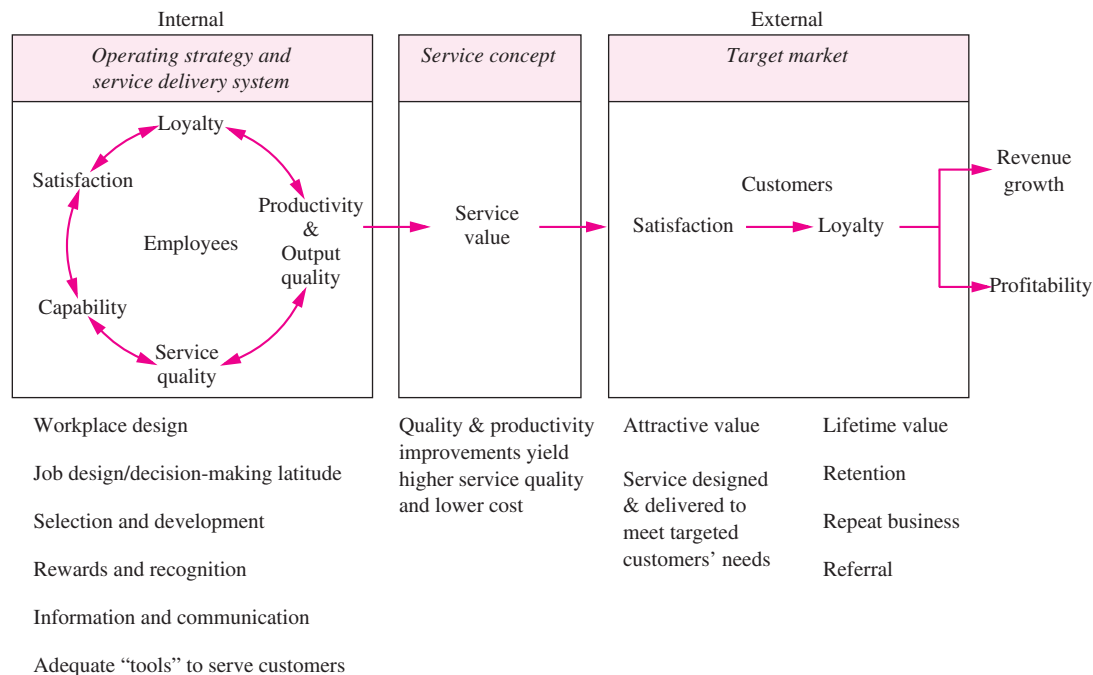 Internal
External
Operating strategy and
service delivery system
Service concept
Target market
Loyalty
Satisfaction
Employees
Productivity
&
Output
quality
Capability
Service
quality
Service
value
Customers
Satisfaction
Loyalty
Revenue
growth
Profitability
Workplace design
Job design/decision-making latitude
Selection and development
Rewards and recognition
Information and communication
Adequate “tools” to serve customers
Quality & productivity
improvements yield
higher service quality
and lower cost
Attractive value
Service designed
& delivered to
meet targeted
customers’ needs
Lifetime value
Retention
Repeat business
Referral